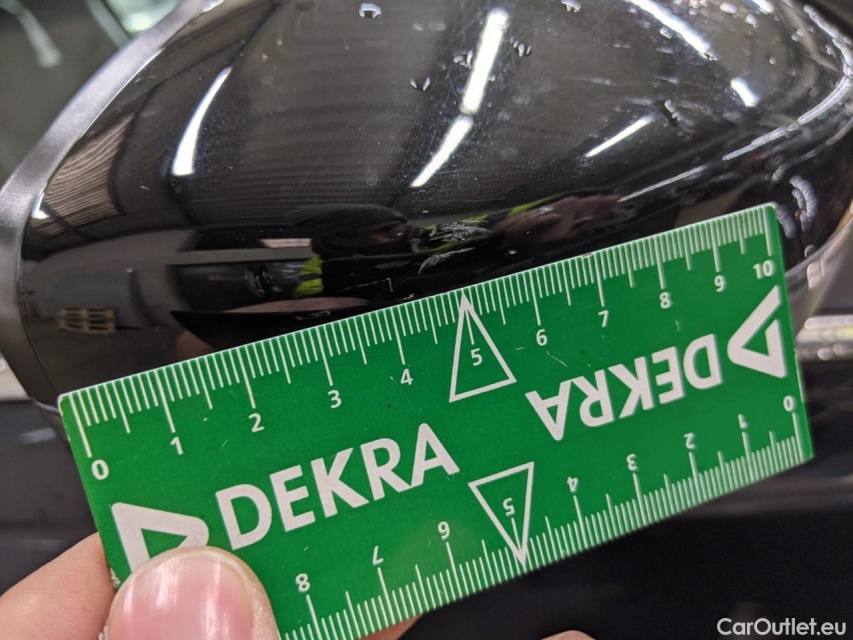 0 1 2 3 4 5 6 7 8 9 10
DEKRA
DEKRA
0 1 2 3 4 5 6 7 8
CarOutlet.eu